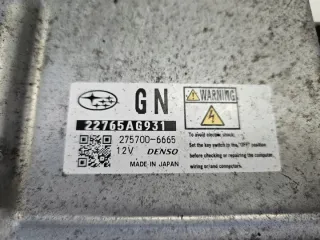 GN
22765AG931
275700-6665
12V DENSO
MADE IN JAPAN
WARNING
To avoid electric shock:
Set the key switch to the "OFF" position
before checking or repairing the computer
wiring and/or computers.